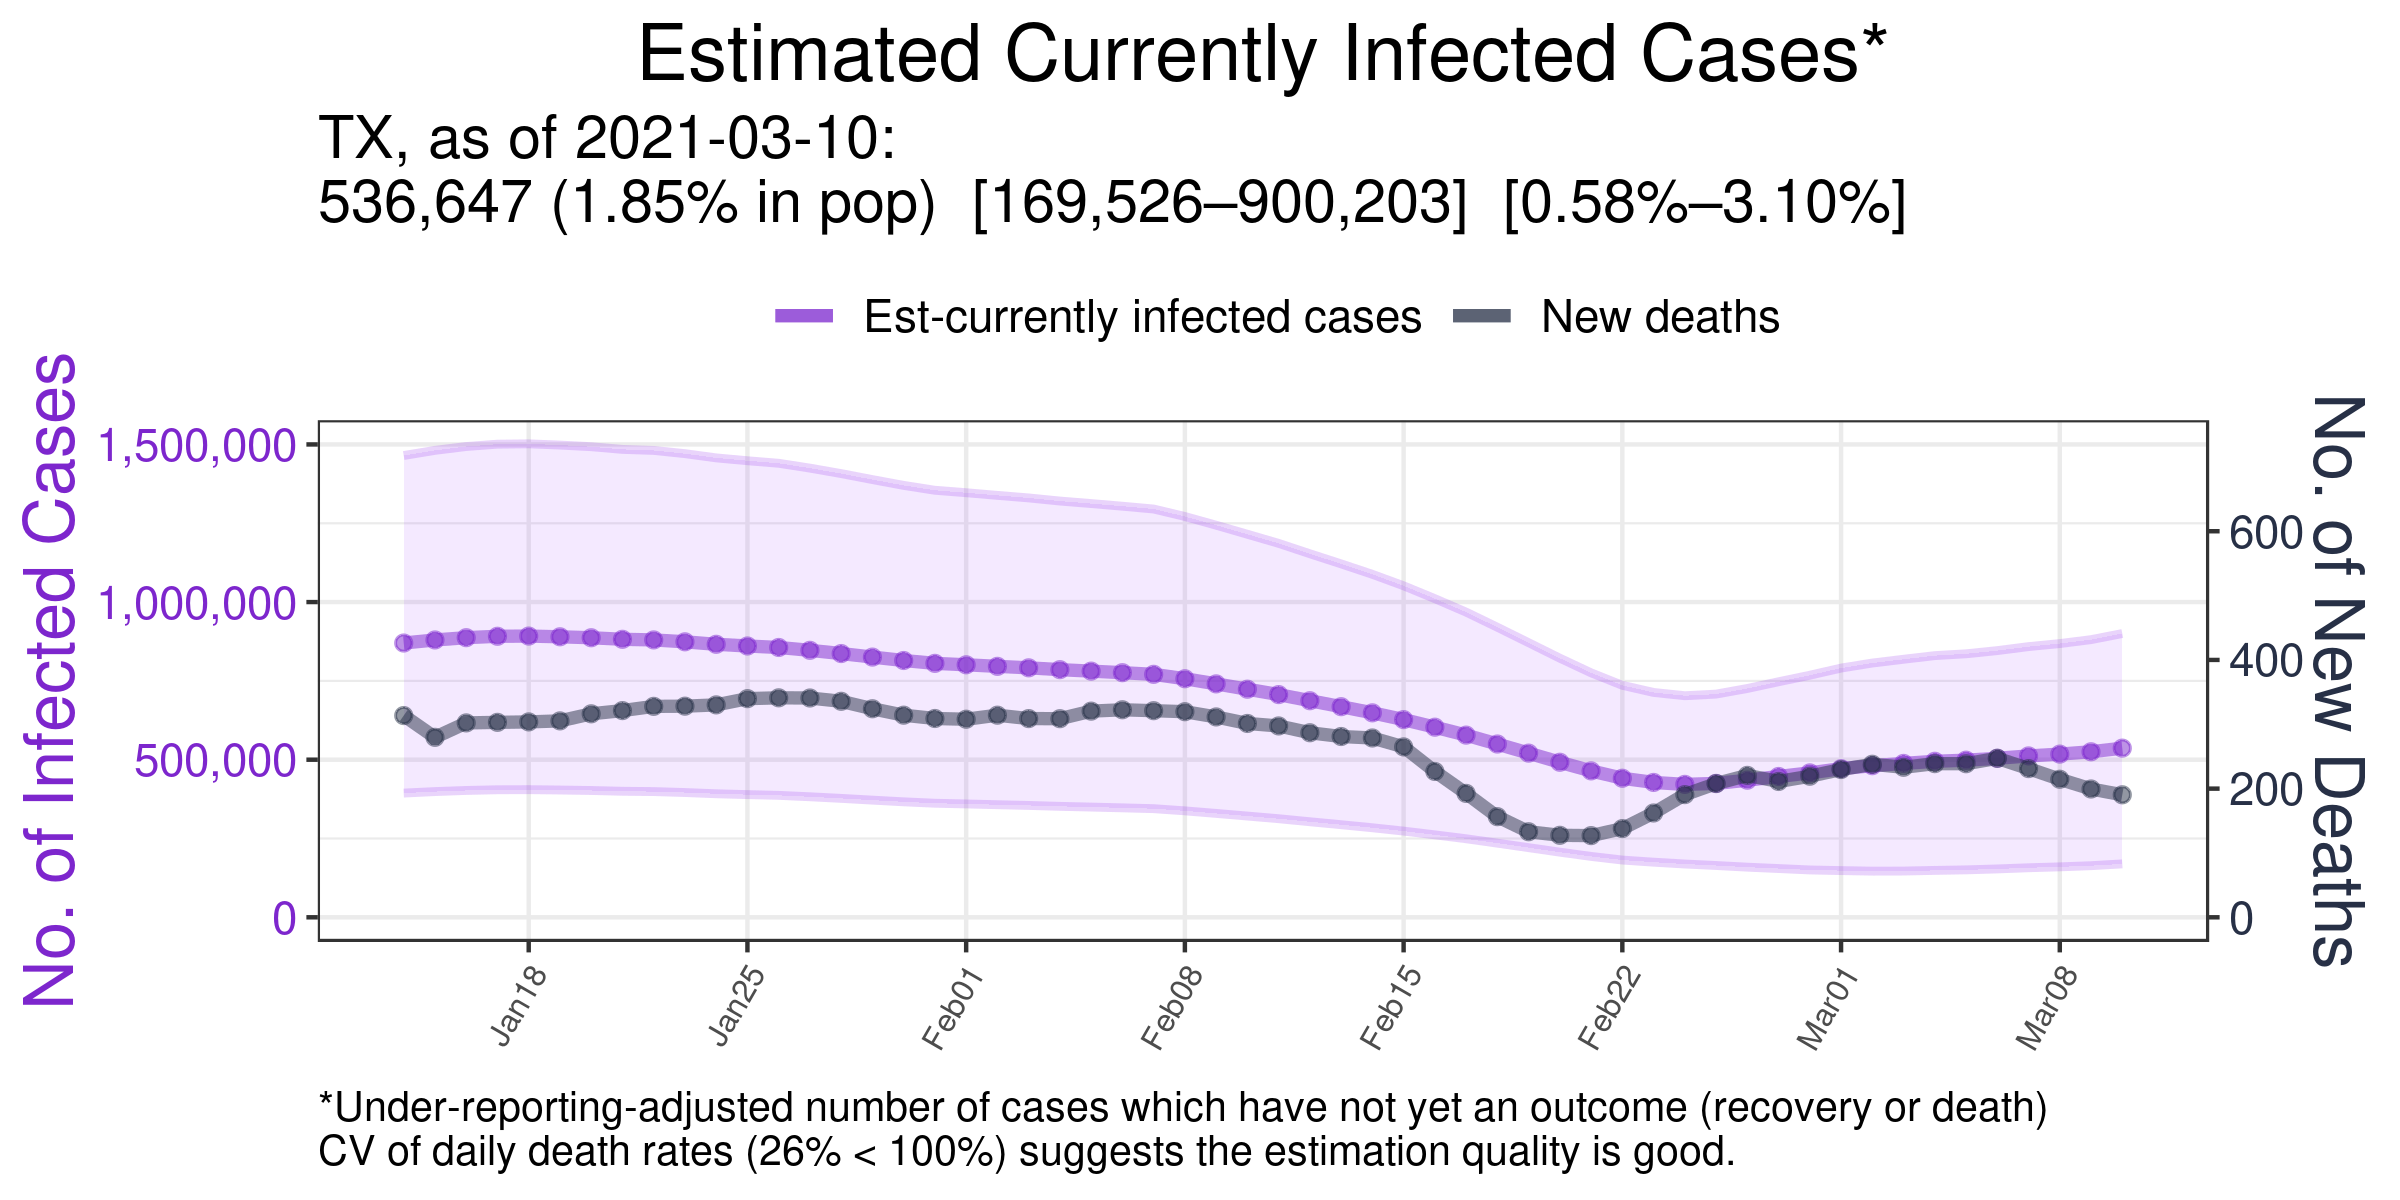 Estimated Currently Infected Cases*
TX, as of 2021-03-10:
536,647 (1.85% in pop)  [169,526–900,203]  [0.58%–3.10%]
Est-currently infected cases
New deaths
No. of Infected Cases
1,500,000
1,000,000
500,000
0
600
400
200
0
No. of New Deaths
Jan18
Jan25
Feb01
Feb08
Feb15
Feb22
Mar01
Mar08
*Under-reporting-adjusted number of cases which have not yet an outcome (recovery or death)
CV of daily death rates (26% < 100%) suggests the estimation quality is good.